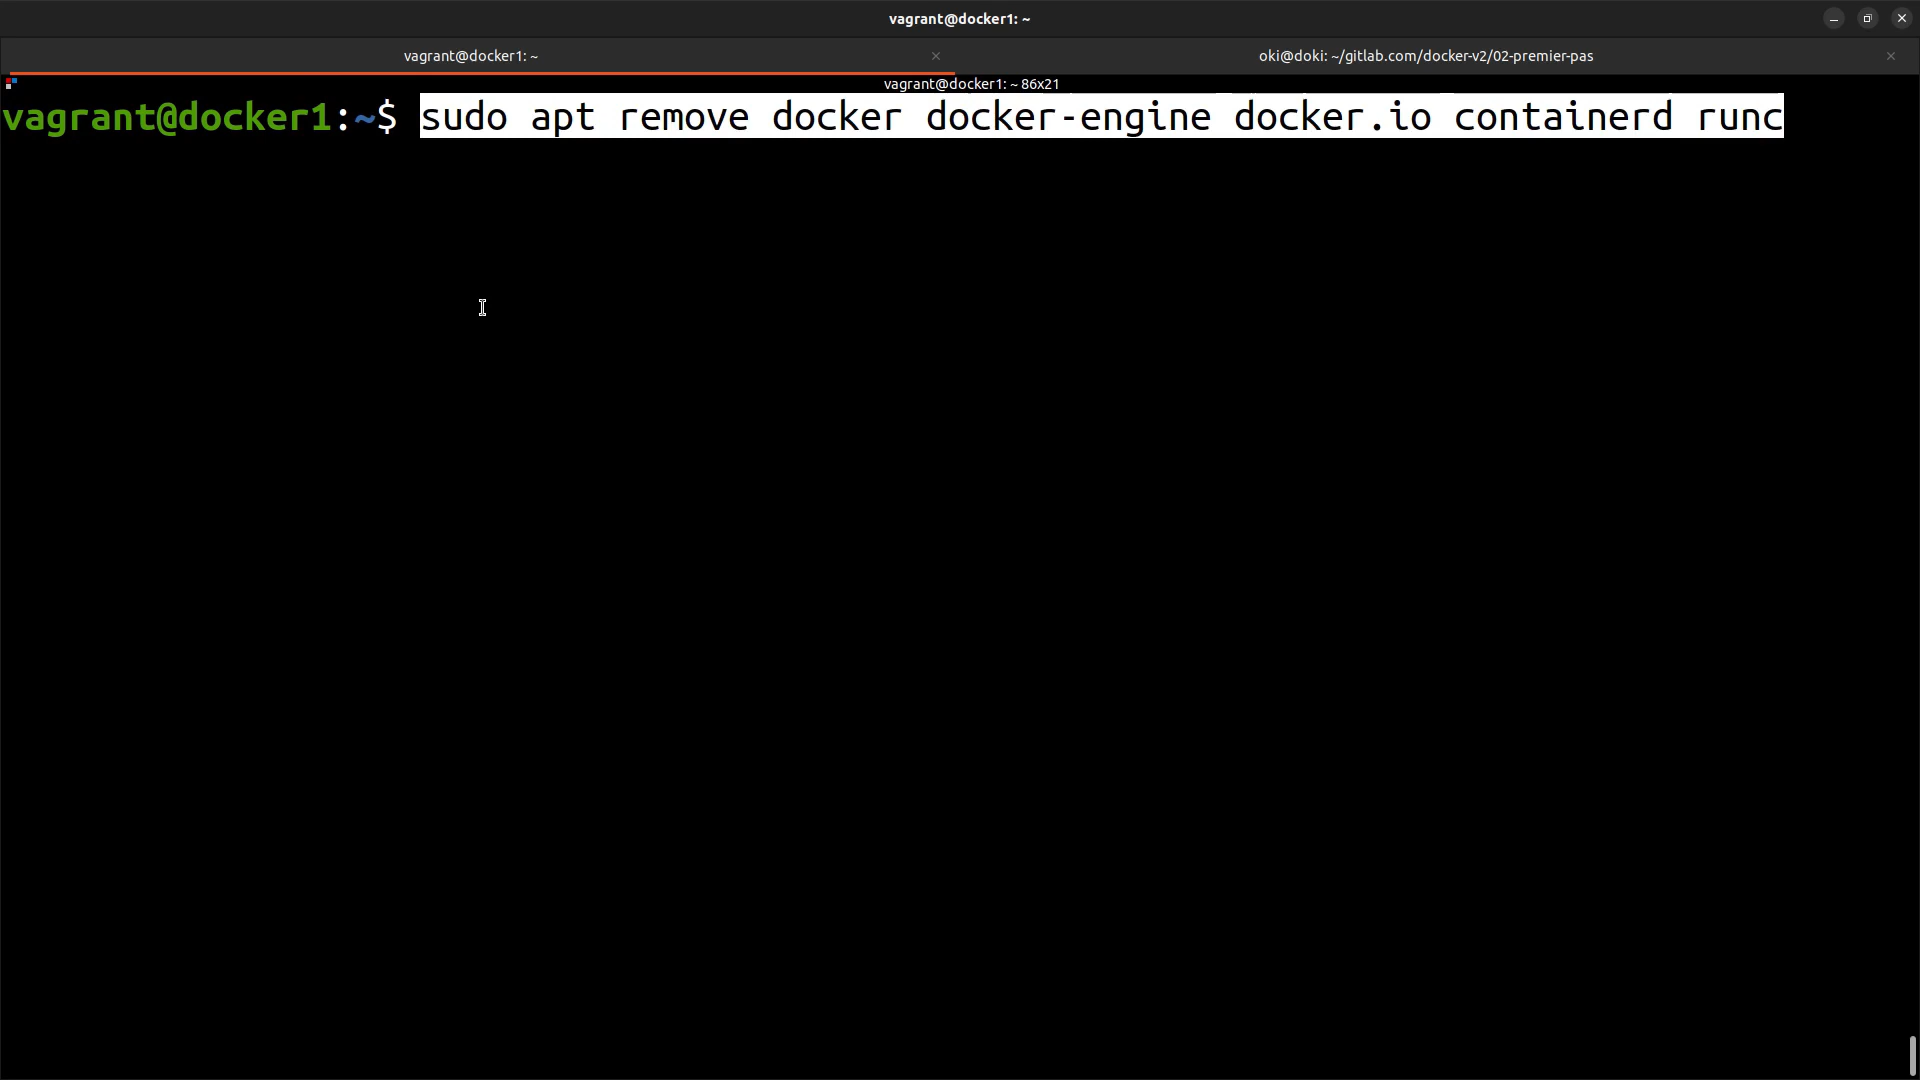 vagrant@docker1: ~
vagrant@docker1: ~ × oki@doki: ~/gitlab.com/docker-v2/02-premier-pas ×
vagrant@docker1: ~ 86x21
vagrant@docker1:~$ sudo apt remove docker docker-engine docker.io containerd runc